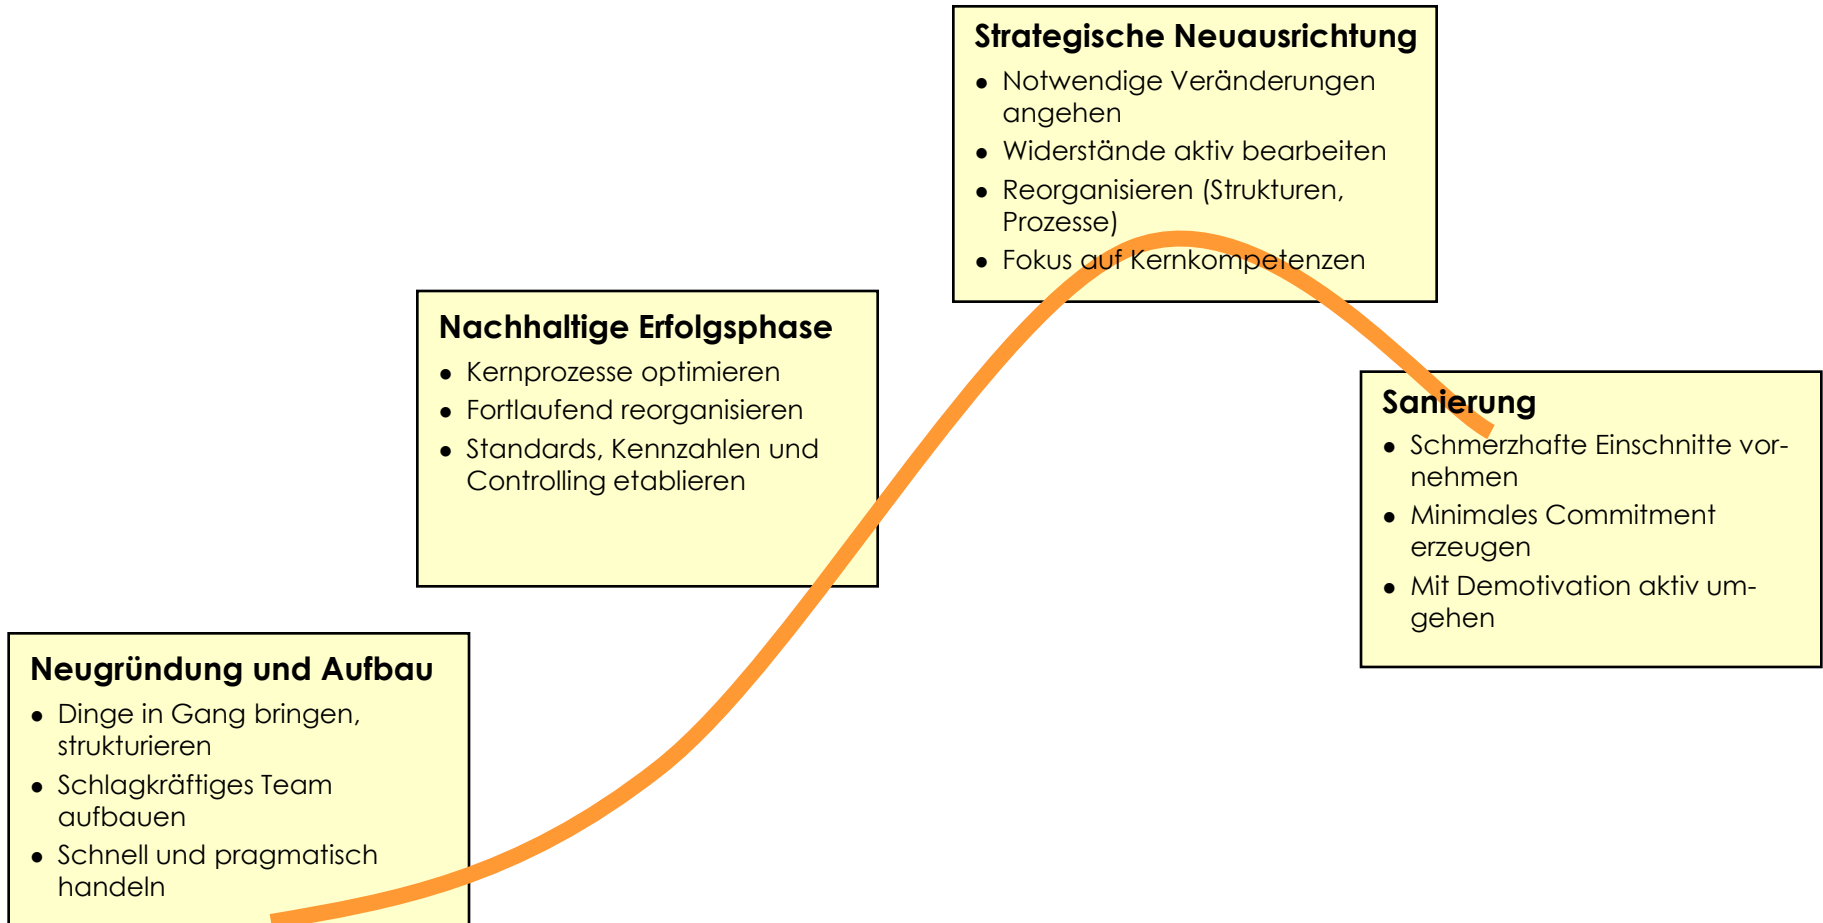 Strategische Neuausrichtung
● Notwendige Veränderungen
angehen
● Widerstände aktiv bearbeiten
● Reorganisieren (Strukturen,
Prozesse)
● Fokus auf Kernkompetenzen
Nachhaltige Erfolgsphase
● Kernprozesse optimieren
● Fortlaufend reorganisieren
● Standards, Kennzahlen und
Controlling etablieren
Sanierung
● Schmerzhafte Einschnitte vor-
nehmen
● Minimales Commitment
erzeugen
● Mit Demotivation aktiv um-
gehen
Neugründung und Aufbau
● Dinge in Gang bringen,
strukturieren
● Schlagkräftiges Team
aufbauen
● Schnell und pragmatisch
handeln